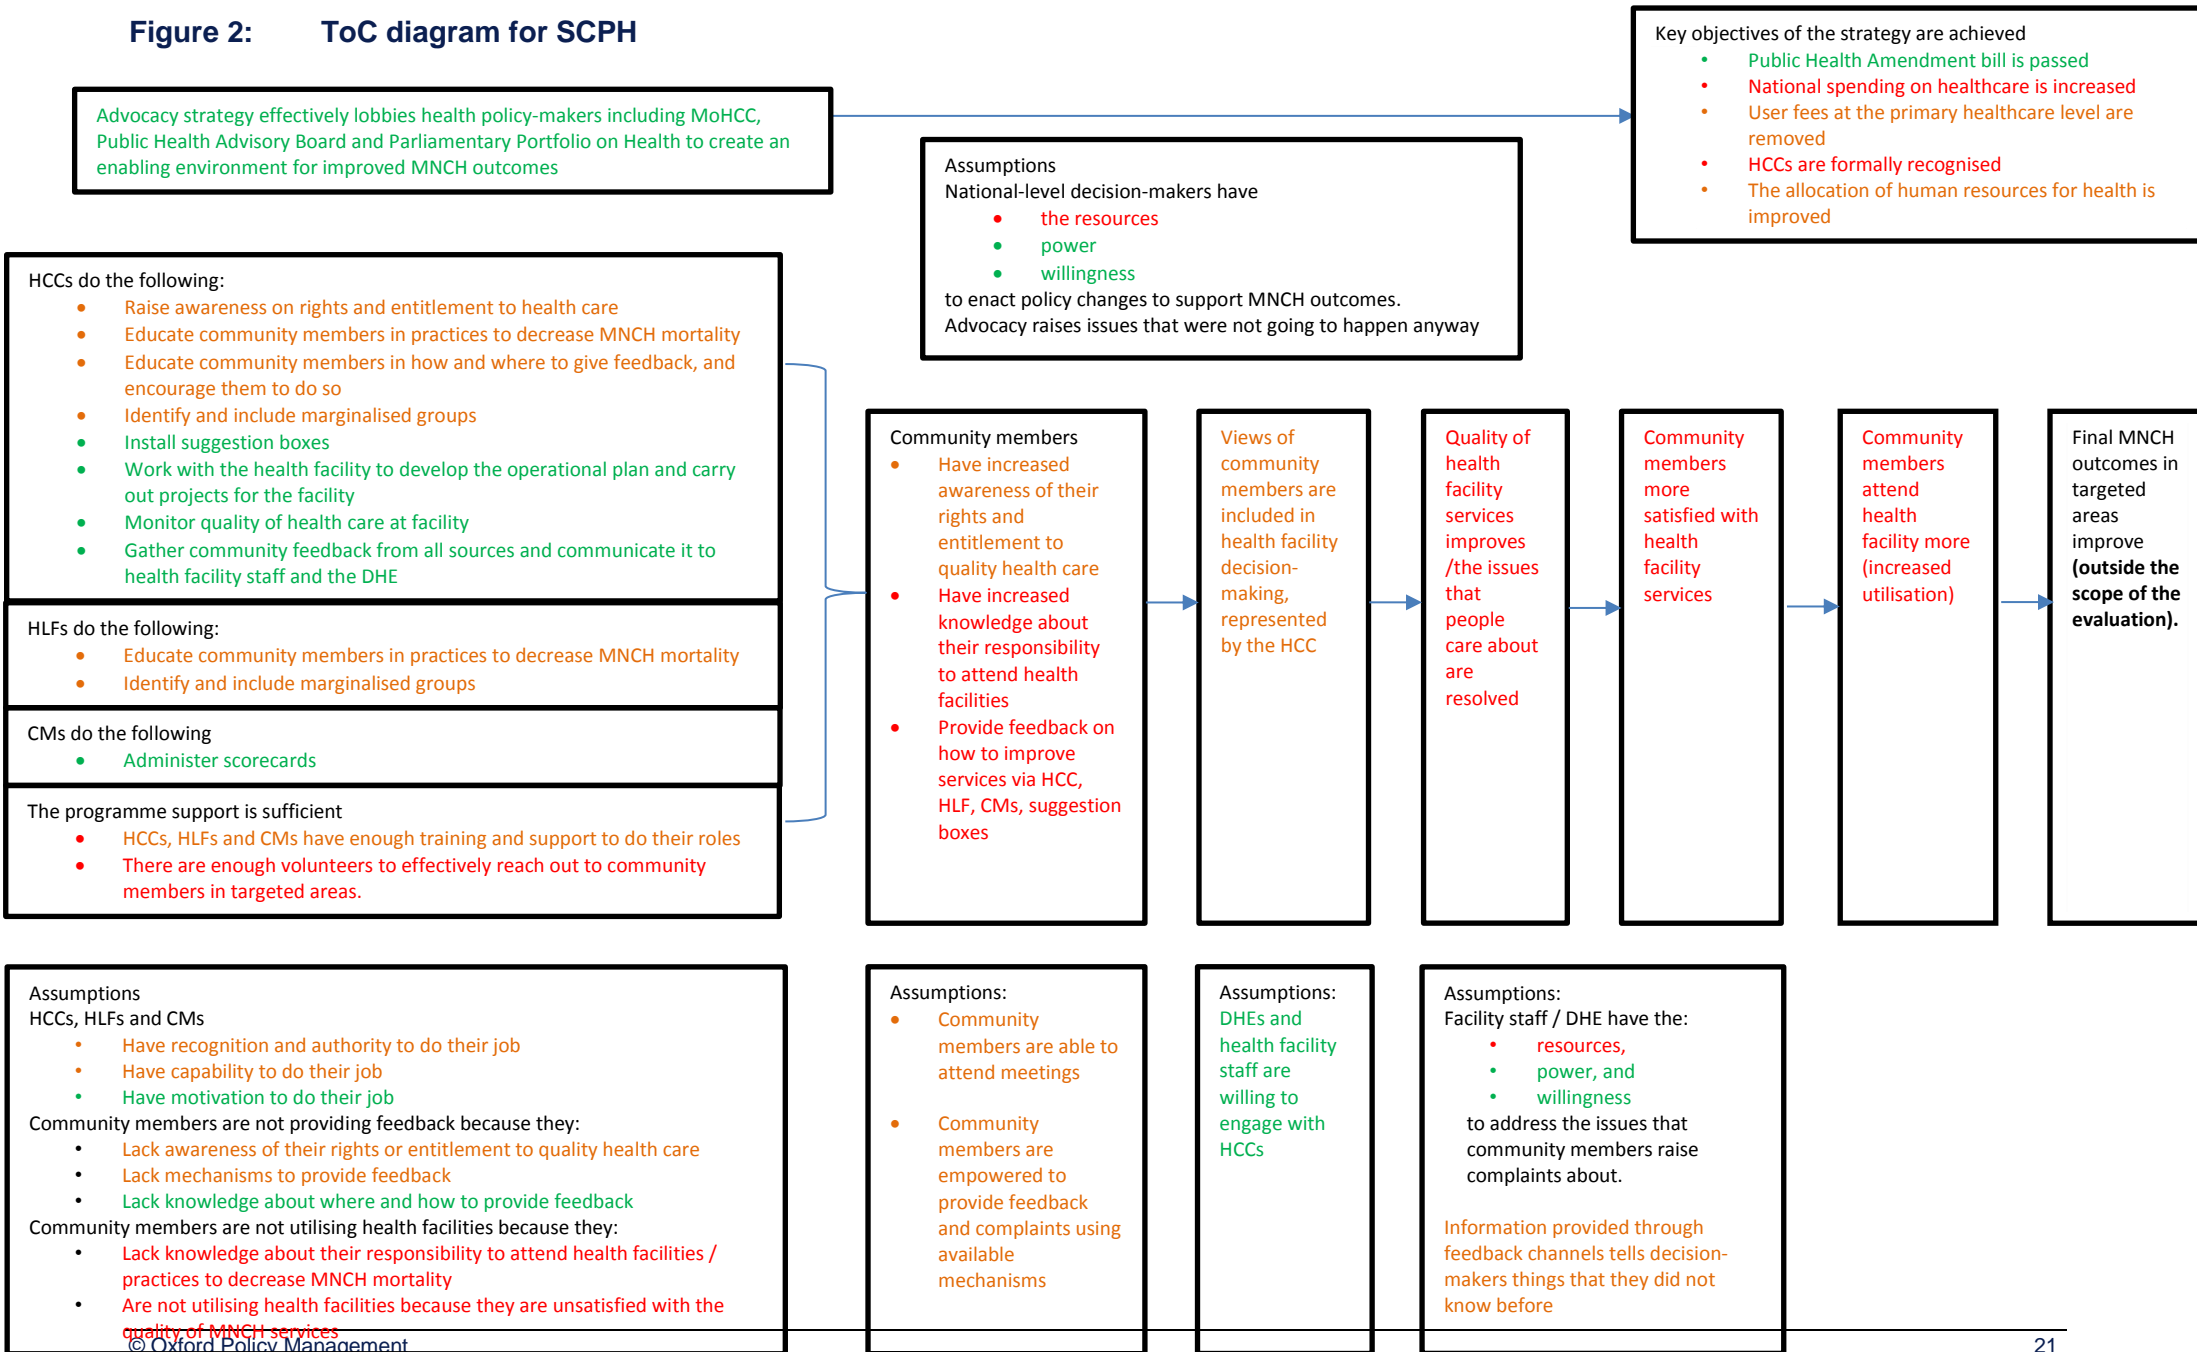 Figure 2: ToC diagram for SCPH
Advocacy strategy effectively lobbies health policy-makers including MoHCC,
Public Health Advisory Board and Parliamentary Portfolio on Health to create an
enabling environment for improved MNCH outcomes
Key objectives of the strategy are achieved
• Public Health Amendment bill is passed
• National spending on healthcare is increased
• User fees at the primary healthcare level are
removed
• HCCs are formally recognised
• The allocation of human resources for health is
improved
Assumptions
National-level decision-makers have
• the resources
• power
• willingness
to enact policy changes to support MNCH outcomes.
Advocacy raises issues that were not going to happen anyway
HCCs do the following:
• Raise awareness on rights and entitlement to health care
• Educate community members in practices to decrease MNCH mortality
• Educate community members in how and where to give feedback, and
encourage them to do so
• Identify and include marginalised groups
• Install suggestion boxes
• Work with the health facility to develop the operational plan and carry
out projects for the facility
• Monitor quality of health care at facility
• Gather community feedback from all sources and communicate it to
health facility staff and the DHE
HLFs do the following:
• Educate community members in practices to decrease MNCH mortality
• Identify and include marginalised groups
CMs do the following
• Administer scorecards
The programme support is sufficient
• HCCs, HLFs and CMs have enough training and support to do their roles
• There are enough volunteers to effectively reach out to community
members in targeted areas.
Community members
• Have increased
awareness of their
rights and
entitlement to
quality health care
• Have increased
knowledge about
their responsibility
to attend health
facilities
• Provide feedback on
how to improve
services via HCC,
HLF, CMs, suggestion
boxes
Views of
community
members are
included in
health facility
decision-
making,
represented
by the HCC
Quality of
health
facility
services
improves
/the issues
that
people
care about
are
resolved
Community
members
more
satisfied with
health
facility
services
Community
members
attend
health
facility more
(increased
utilisation)
Final MNCH
outcomes in
targeted
areas
improve
(outside the
scope of the
evaluation).
Assumptions
HCCs, HLFs and CMs
• Have recognition and authority to do their job
• Have capability to do their job
• Have motivation to do their job
Community members are not providing feedback because they:
• Lack awareness of their rights or entitlement to quality health care
• Lack mechanisms to provide feedback
• Lack knowledge about where and how to provide feedback
Community members are not utilising health facilities because they:
• Lack knowledge about their responsibility to attend health facilities /
practices to decrease MNCH mortality
• Are not utilising health facilities because they are unsatisfied with the
quality of MNCH services
Assumptions:
• Community
members are able to
attend meetings
• Community
members are
empowered to
provide feedback
and complaints using
available
mechanisms
Assumptions:
DHEs and
health facility
staff are
willing to
engage with
HCCs
Assumptions:
Facility staff / DHE have the:
• resources,
• power, and
• willingness
to address the issues that
community members raise
complaints about.
Information provided through
feedback channels tells decision-
makers things that they did not
know before
© Oxford Policy Management 21